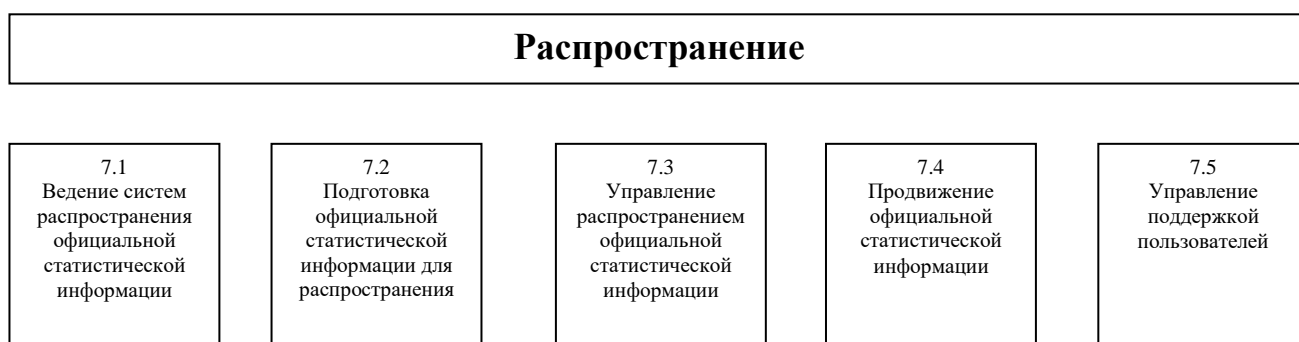 Распространение
7.1
Ведение систем
распространения
официальной
статистической
информации
7.2
Подготовка
официальной
статистической
информации для
распространения
7.3
Управление
распространением
официальной
статистической
информации
7.4
Продвижение
официальной
статистической
информации
7.5
Управление
поддержкой
пользователей